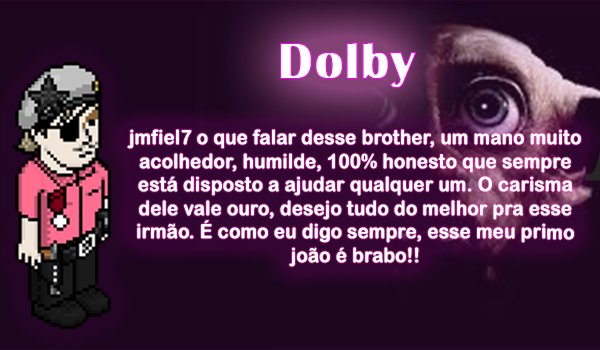 Dolby
jmfiel7 o que falar desse brother, um mano muito
acolhedor, humilde, 100% honesto que sempre
está disposto a ajudar qualquer um. O carisma
dele vale ouro, desejo tudo do melhor pra esse
irmão. É como eu digo sempre, esse meu primo
joão é brabo!!